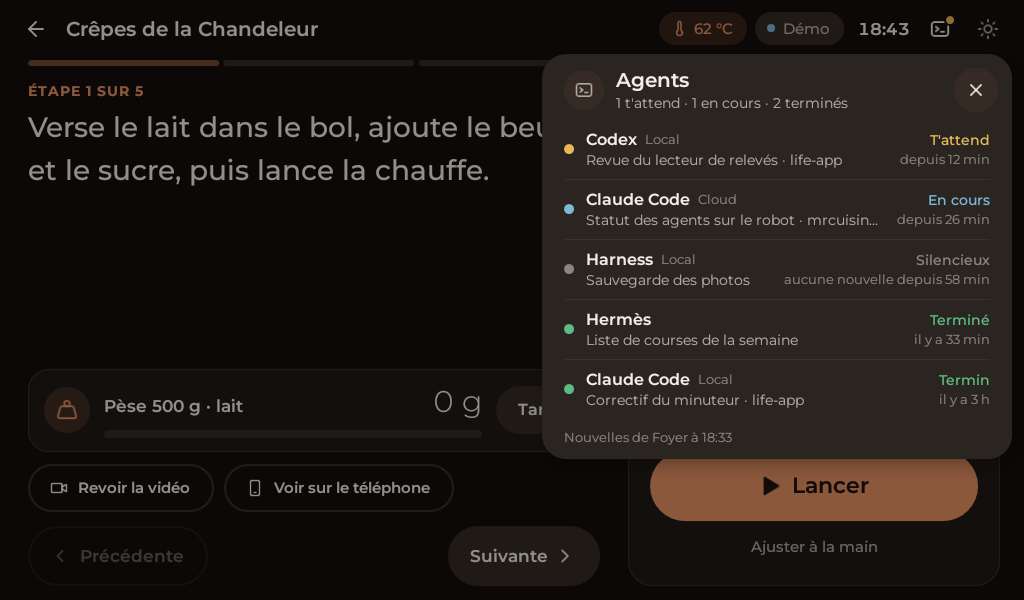 Crêpes de la Chandeleur
62 °C
Démo
18:43
ÉTAPE 1 SUR 5
Verse le lait dans le bol, ajoute le
et le sucre, puis lance la chauffe.
Agents
1 t'attend · 1 en cours · 2 terminés
Codex Local T'attend
Revue du lecteur de relevés · life-app depuis 12 min
Claude Code Cloud En cours
Statut des agents sur le robot · mrcuisin... depuis 26 min
Harness Local Silencieux
Sauvegarde des photos aucune nouvelle depuis 58 min
Hermès Terminé
Liste de courses de la semaine il y a 33 min
Claude Code Local Termin
Correctif du minuteur · life-app il y a 3 h
Nouvelles de Foyer à 18:33
Pèse 500 g · lait 0 g
Revoir la vidéo
Voir sur le téléphone
Lancer
Ajuster à la main
Précédente
Suivante